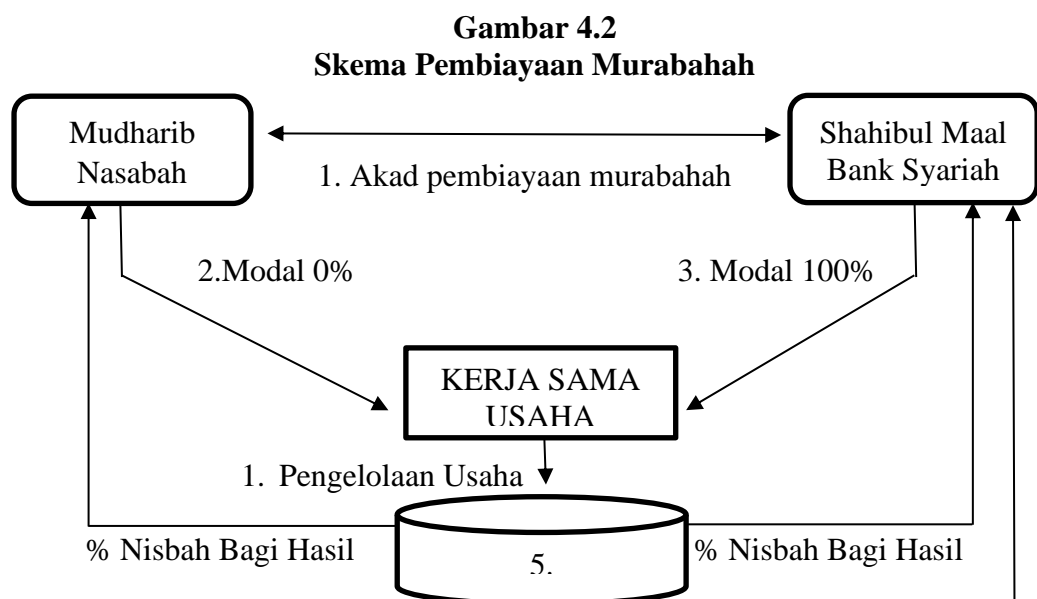 Gambar 4.2
Skema Pembiayaan Murabahah
Mudharib
Nasabah
Shahibul Maal
Bank Syariah
1. Akad pembiayaan murabahah
2.Modal 0%
3. Modal 100%
KERJA SAMA
USAHA
1. Pengelolaan Usaha
% Nisbah Bagi Hasil
% Nisbah Bagi Hasil
5.